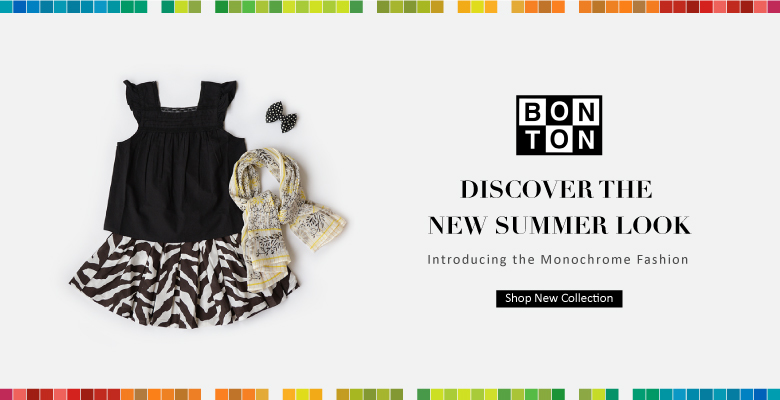 BON
TON
DISCOVER THE
NEW SUMMER LOOK
Introducing the Monochrome Fashion
Shop New Collection